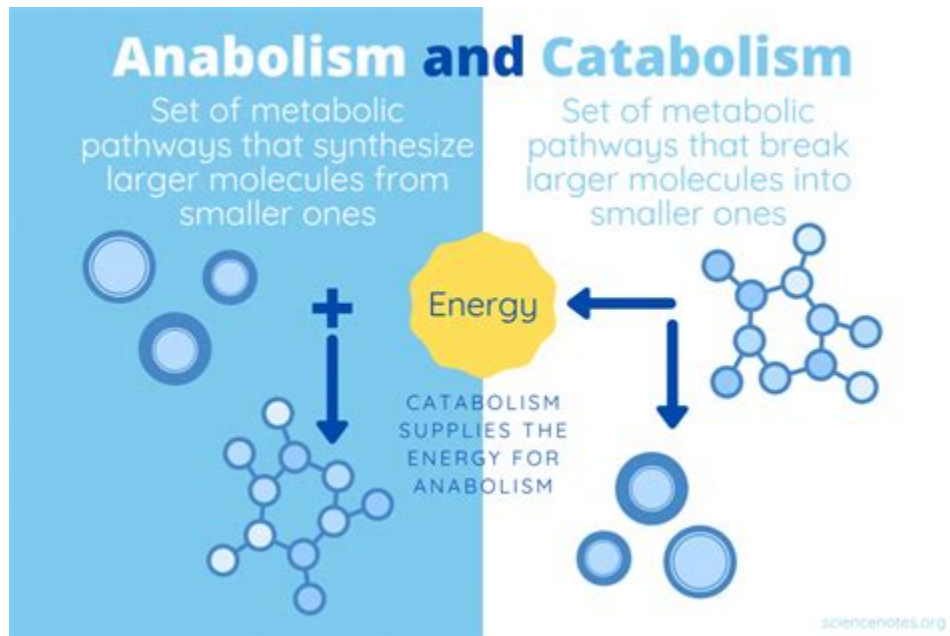 Anabolism and Catabolism
Set of metabolic
pathways that synthesize
larger molecules from
smaller ones
Set of metabolic
pathways that break
larger molecules into
smaller ones
+
Energy
CATABOLISM
SUPPLIES THE
ENERGY FOR
ANABOLISM
sciencenotes.org